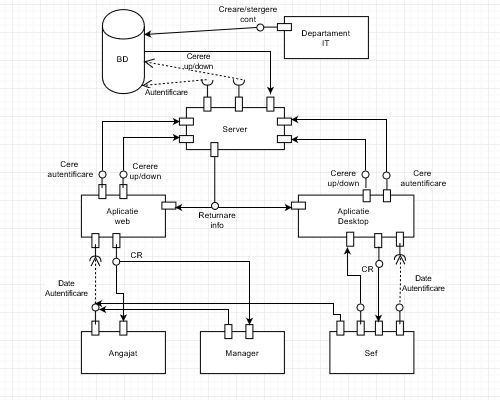 Creare/stergere
cont
Departament
IT
BD
Cerere
up/down
Autentificare
Server
Cere
autentificare
Cerere
up/down
Cerere
up/down
Cere
autentificare
Aplicatie
web
Returnare
info
Aplicatie
Desktop
CR
CR
Date
Autentificare
Date
Autentificare
Angajat
Manager
Sef